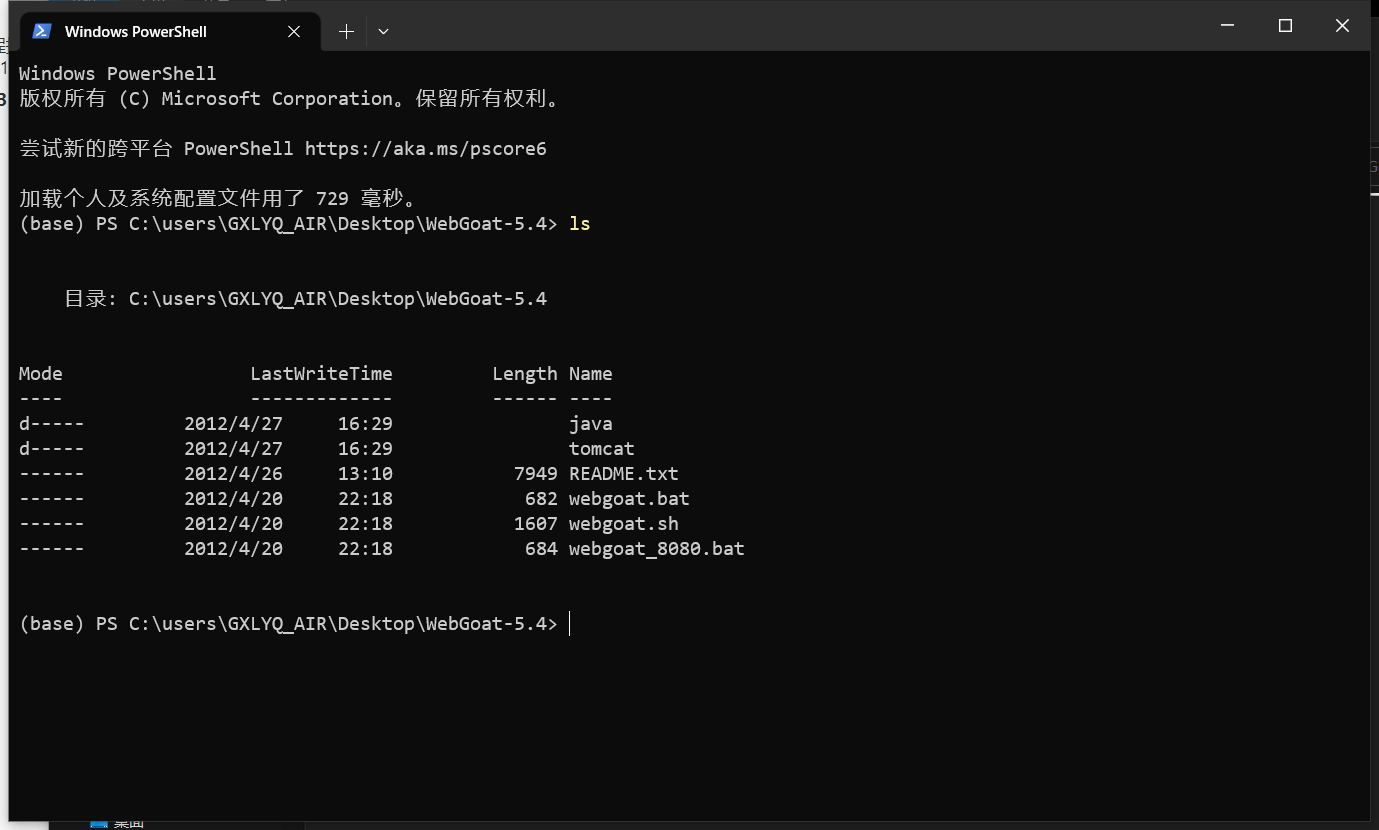 Windows PowerShell
Windows PowerShell
版权所有 (C) Microsoft Corporation。保留所有权利。
尝试新的跨平台 PowerShell https://aka.ms/pscore6
加载个人及系统配置文件用了 729 毫秒。
(base) PS C:\users\GXLYQ_AIR\Desktop\WebGoat-5.4> ls
目录: C:\users\GXLYQ_AIR\Desktop\WebGoat-5.4
Mode LastWriteTime Length Name
---- ------------- ------ ----
d----- 2012/4/27 16:29 java
d----- 2012/4/27 16:29 tomcat
------ 2012/4/26 13:10 7949 README.txt
------ 2012/4/20 22:18 682 webgoat.bat
------ 2012/4/20 22:18 1607 webgoat.sh
------ 2012/4/20 22:18 684 webgoat_8080.bat
(base) PS C:\users\GXLYQ_AIR\Desktop\WebGoat-5.4>
桌面